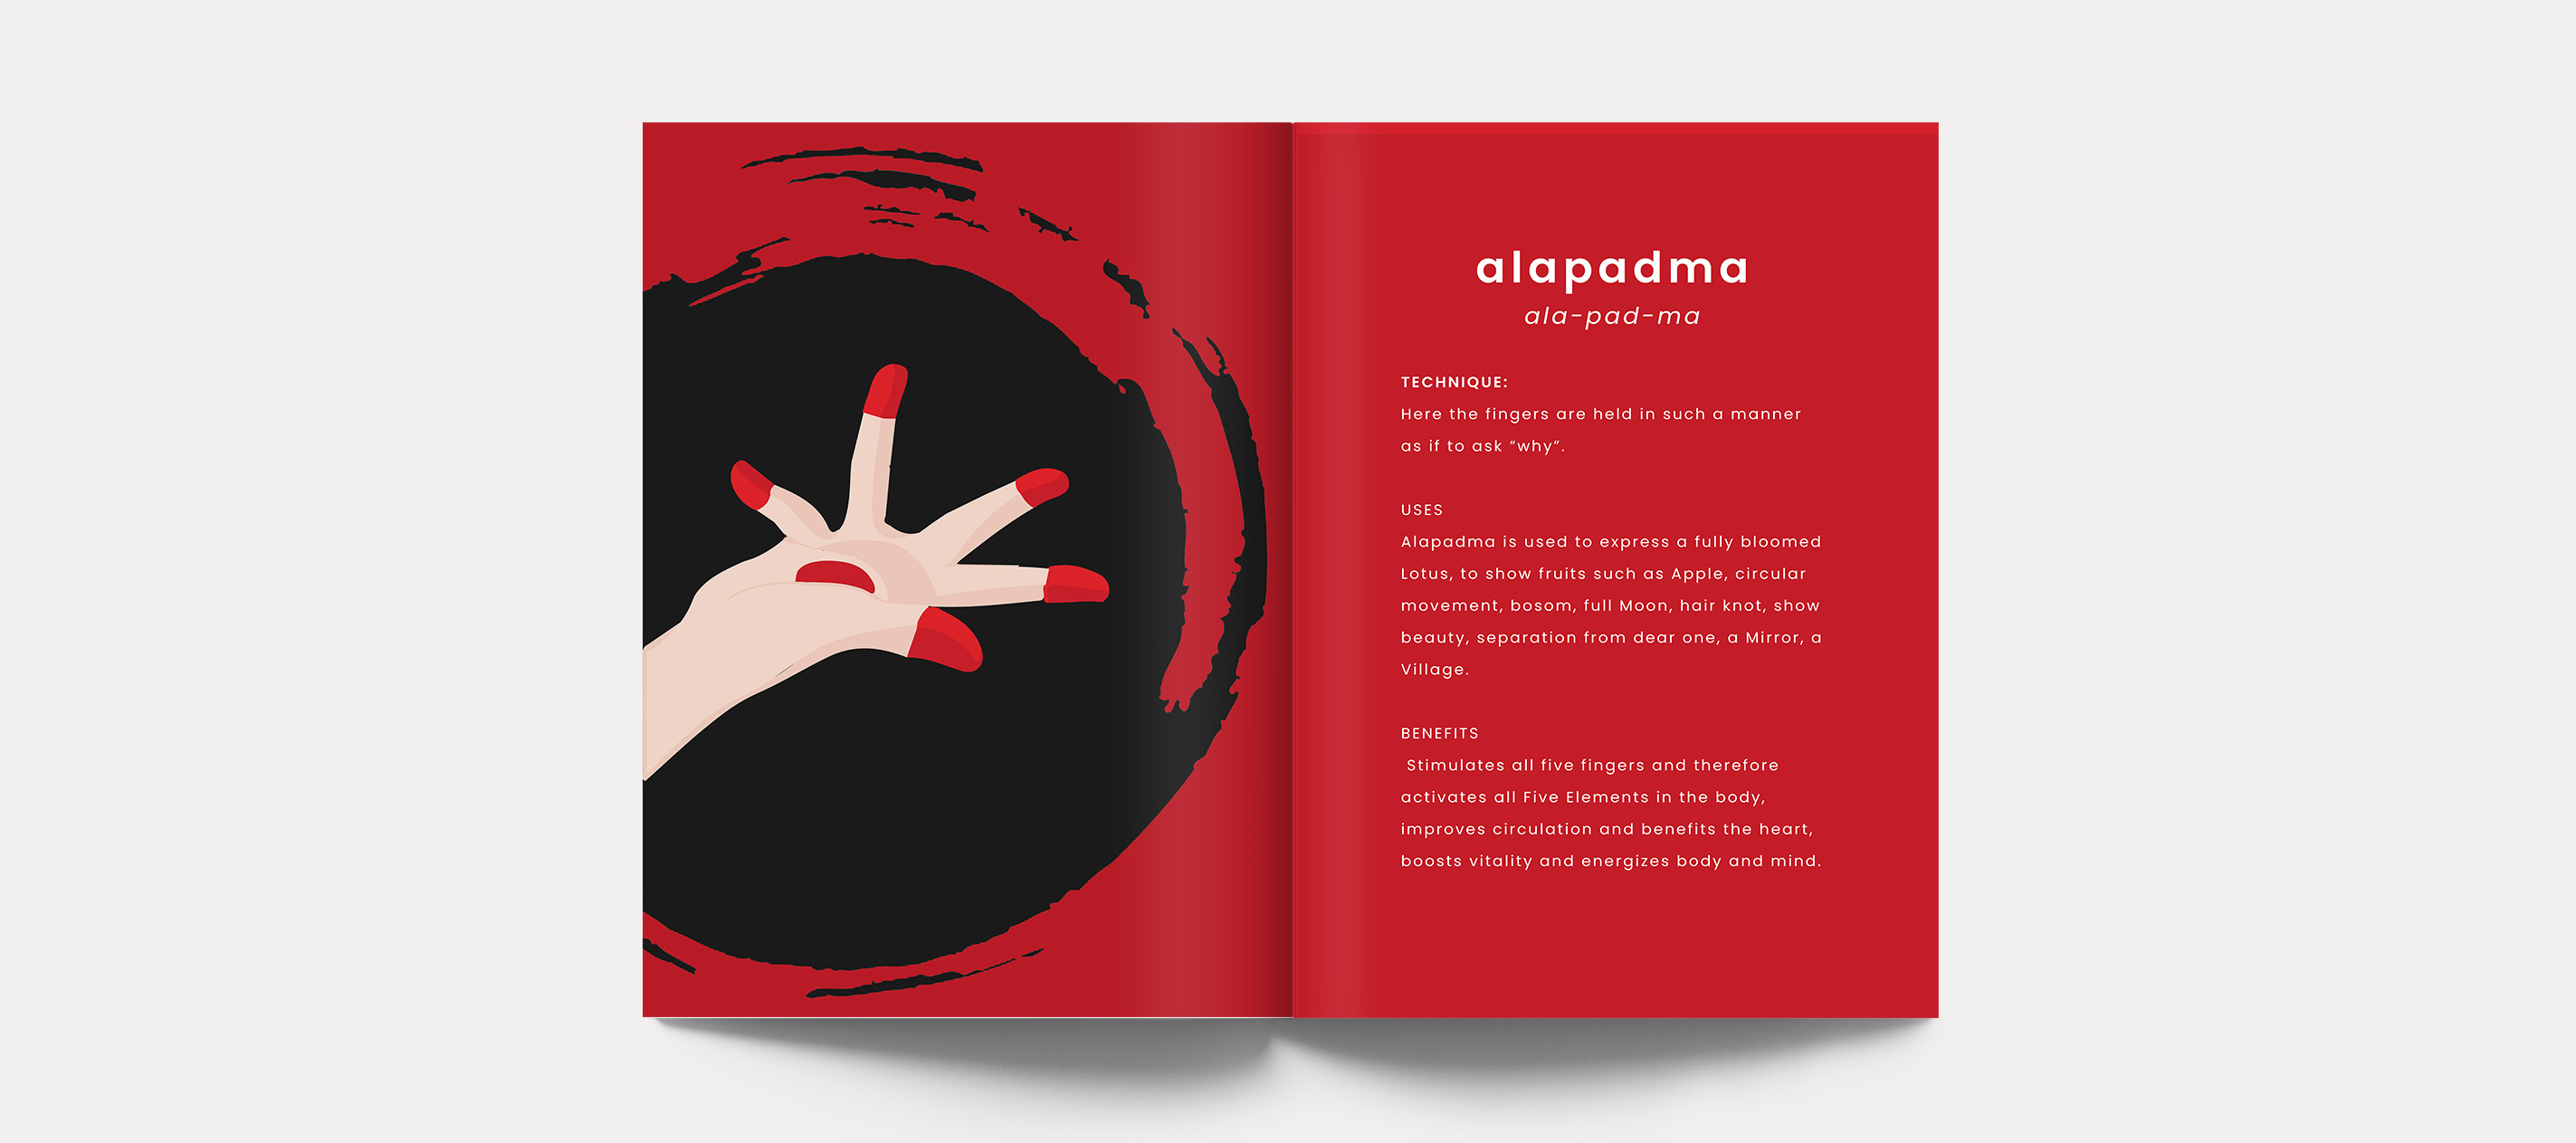 alapadma
ala-pad-ma
TECHNIQUE:
Here the fingers are held in such a manner
as if to ask “why”.
USES
Alapadma is used to express a fully bloomed
Lotus, to show fruits such as Apple, circular
movement, bosom, full Moon, hair knot, show
beauty, separation from dear one, a Mirror, a
Village.
BENEFITS
Stimulates all five fingers and therefore
activates all Five Elements in the body,
improves circulation and benefits the heart,
boosts vitality and energizes body and mind.